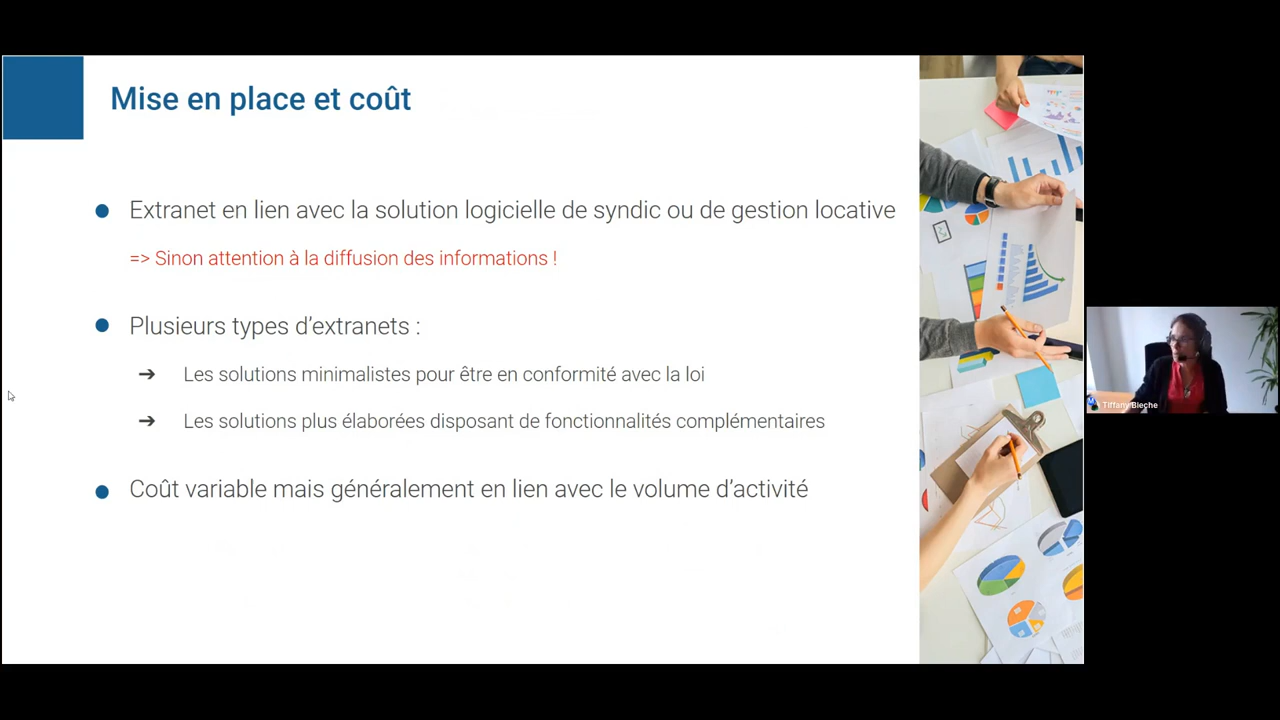 Mise en place et coût
Extranet en lien avec la solution logicielle de syndic ou de gestion locative
=> Sinon attention à la diffusion des informations !
Plusieurs types d’extranets :
➔ Les solutions minimalistes pour être en conformité avec la loi
➔ Les solutions plus élaborées disposant de fonctionnalités complémentaires
Coût variable mais généralement en lien avec le volume d’activité
Tiffany Bleche